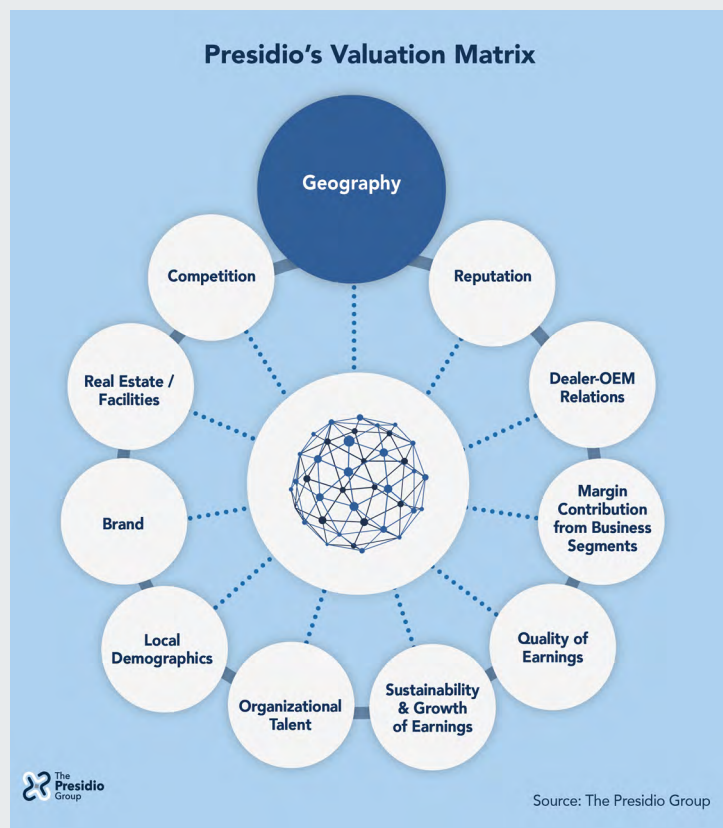 Presidio's Valuation Matrix
Geography
Competition
Reputation
Real Estate /
Facilities
Dealer-OEM
Relations
Brand
Margin
Contribution
from Business
Segments
Local
Demographics
Quality of
Earnings
Organizational
Talent
Sustainability
& Growth
of Earnings
The
Presidio
Group
Source: The Presidio Group